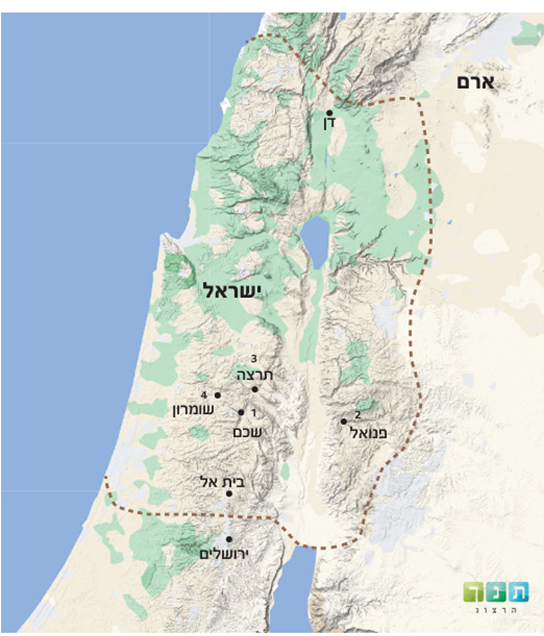 ארם
דן
ישראל
3
תרצה
4
שומרון
1
שכם
2
פנואל
בית אל
ירושלים
תנך
הרצוג